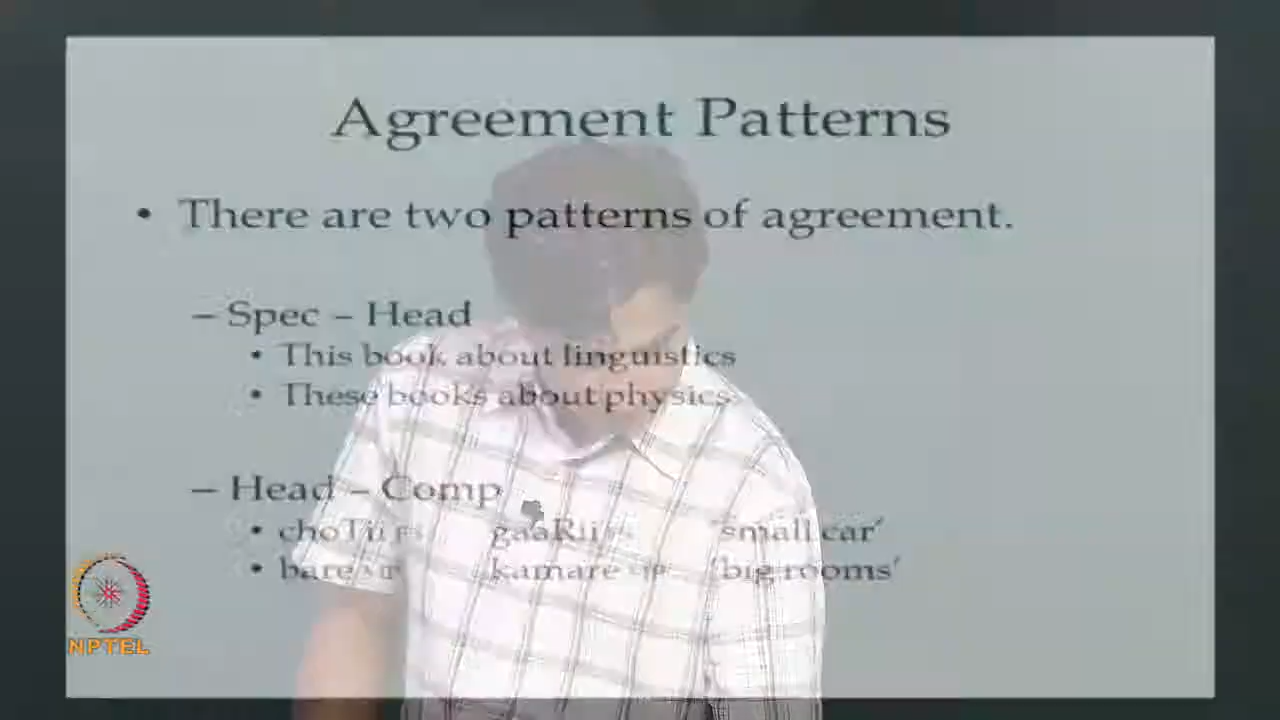 Agreement Patterns
• There are two patterns of agreement.
– Spec – Head
• This book about linguistics
• These books about physics
– Head – Comp
• choTii gaaRii 'small car'
• bare kamare 'big rooms'
NPTEL